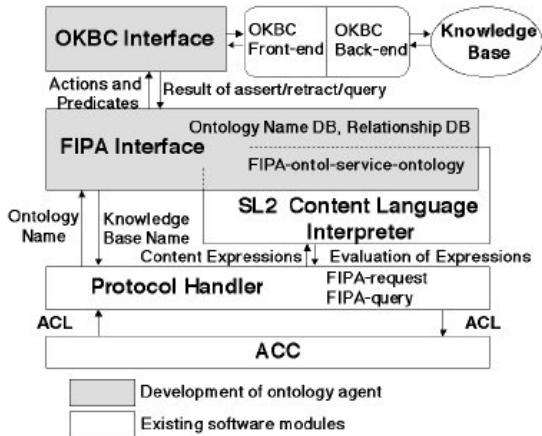 OKBC Interface
OKBC
Front-end
OKBC
Back-end
Knowledge
Base
Actions and
Predicates
Result of assert/retract/query
Ontology Name DB, Relationship DB
FIPA Interface
FIPA-ontol-service-ontology
SL2 Content Language
Interpreter
Ontology
Name
Knowledge
Base Name
Content Expressions
Evaluation of Expressions
Protocol Handler
FIPA-request
FIPA-query
ACL
ACL
ACC
Development of ontology agent
Existing software modules